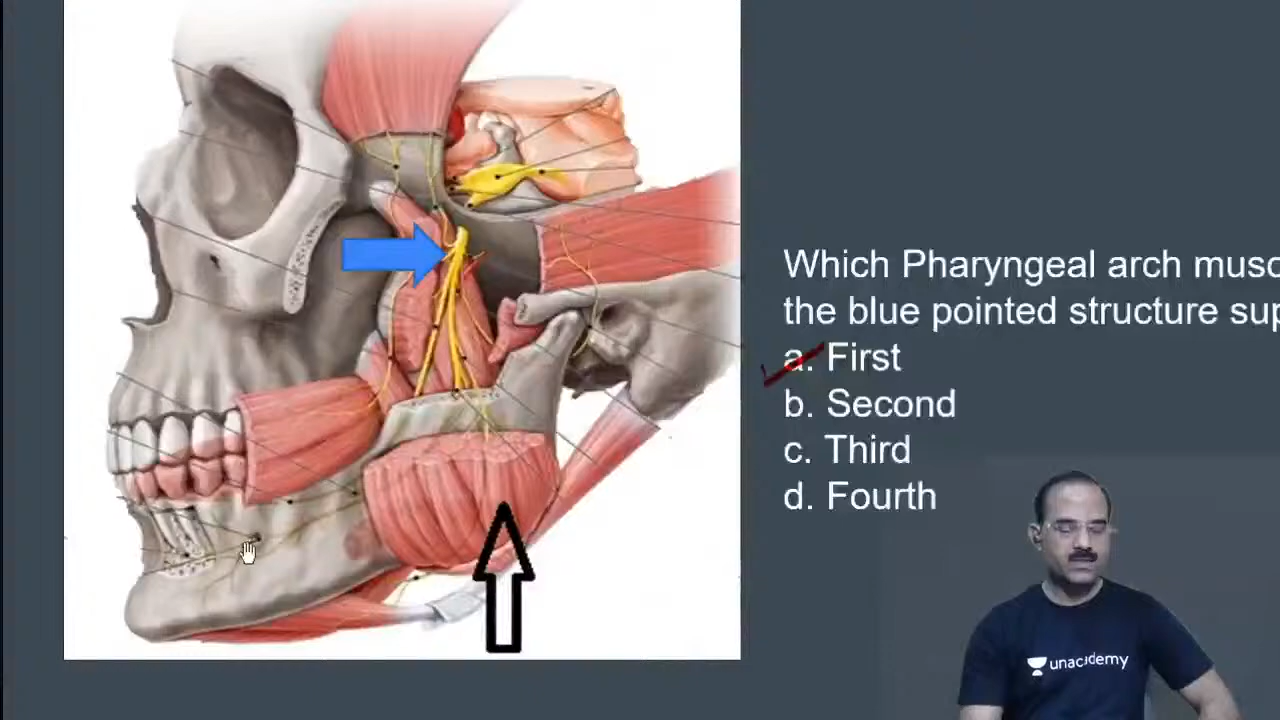 Which Pharyngeal arch musc
the blue pointed structure sup
a. First
b. Second
c. Third
d. Fourth
unacademy